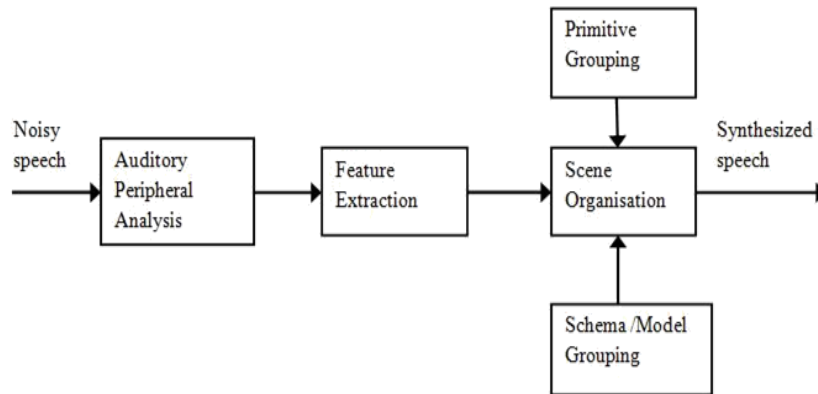 Primitive
Grouping
Noisy
speech
Auditory
Peripheral
Analysis
Feature
Extraction
Scene
Organisation
Synthesized
speech
Schema /Model
Grouping